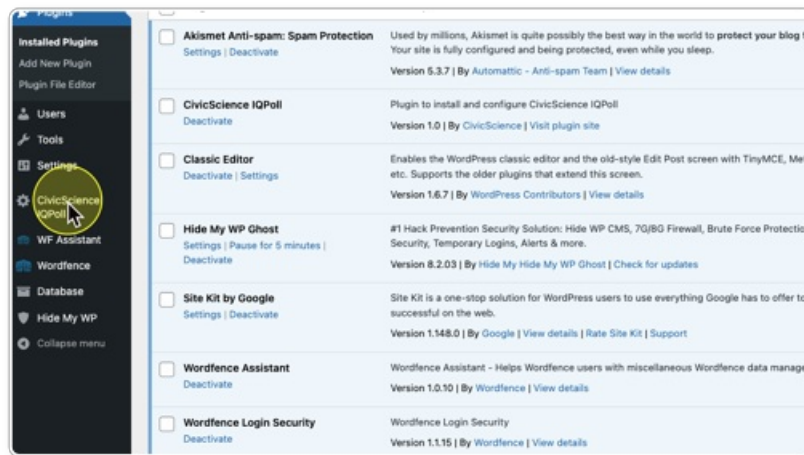 Plugins
Installed Plugins
Add New Plugin
Plugin File Editor
Users
Tools
Settings
CivicScience
IQPoll
WF Assistant
Wordfence
Database
Hide My WP
Collapse menu
Akismet Anti-spam: Spam Protection
Settings | Deactivate
Used by millions, Akismet is quite possibly the best way in the world to protect your blog
Your site is fully configured and being protected, even while you sleep.
Version 5.3.7 | By Automattic - Anti-spam Team | View details
CivicScience IQPoll
Deactivate
Plugin to install and configure CivicScience IQPoll
Version 1.0 | By CivicScience | Visit plugin site
Classic Editor
Deactivate | Settings
Enables the WordPress classic editor and the old-style Edit Post screen with TinyMCE, Me
etc. Supports the older plugins that extend this screen.
Version 1.6.7 | By WordPress Contributors | View details
Hide My WP Ghost
Settings | Pause for 5 minutes |
Deactivate
#1 Hack Prevention Security Solution: Hide WP CMS, 7G/8G Firewall, Brute Force Protectio
Security, Temporary Logins, Alerts & more.
Version 8.2.03 | By Hide My Hide My WP Ghost | Check for updates
Site Kit by Google
Settings | Deactivate
Site Kit is a one-stop solution for WordPress users to use everything Google has to offer to
successful on the web.
Version 1.148.0 | By Google | View details | Rate Site Kit | Support
Wordfence Assistant
Deactivate
Wordfence Assistant - Helps Wordfence users with miscellaneous Wordfence data manage
Version 1.0.10 | By Wordfence | View details
Wordfence Login Security
Deactivate
Wordfence Login Security
Version 1.1.15 | By Wordfence | View details